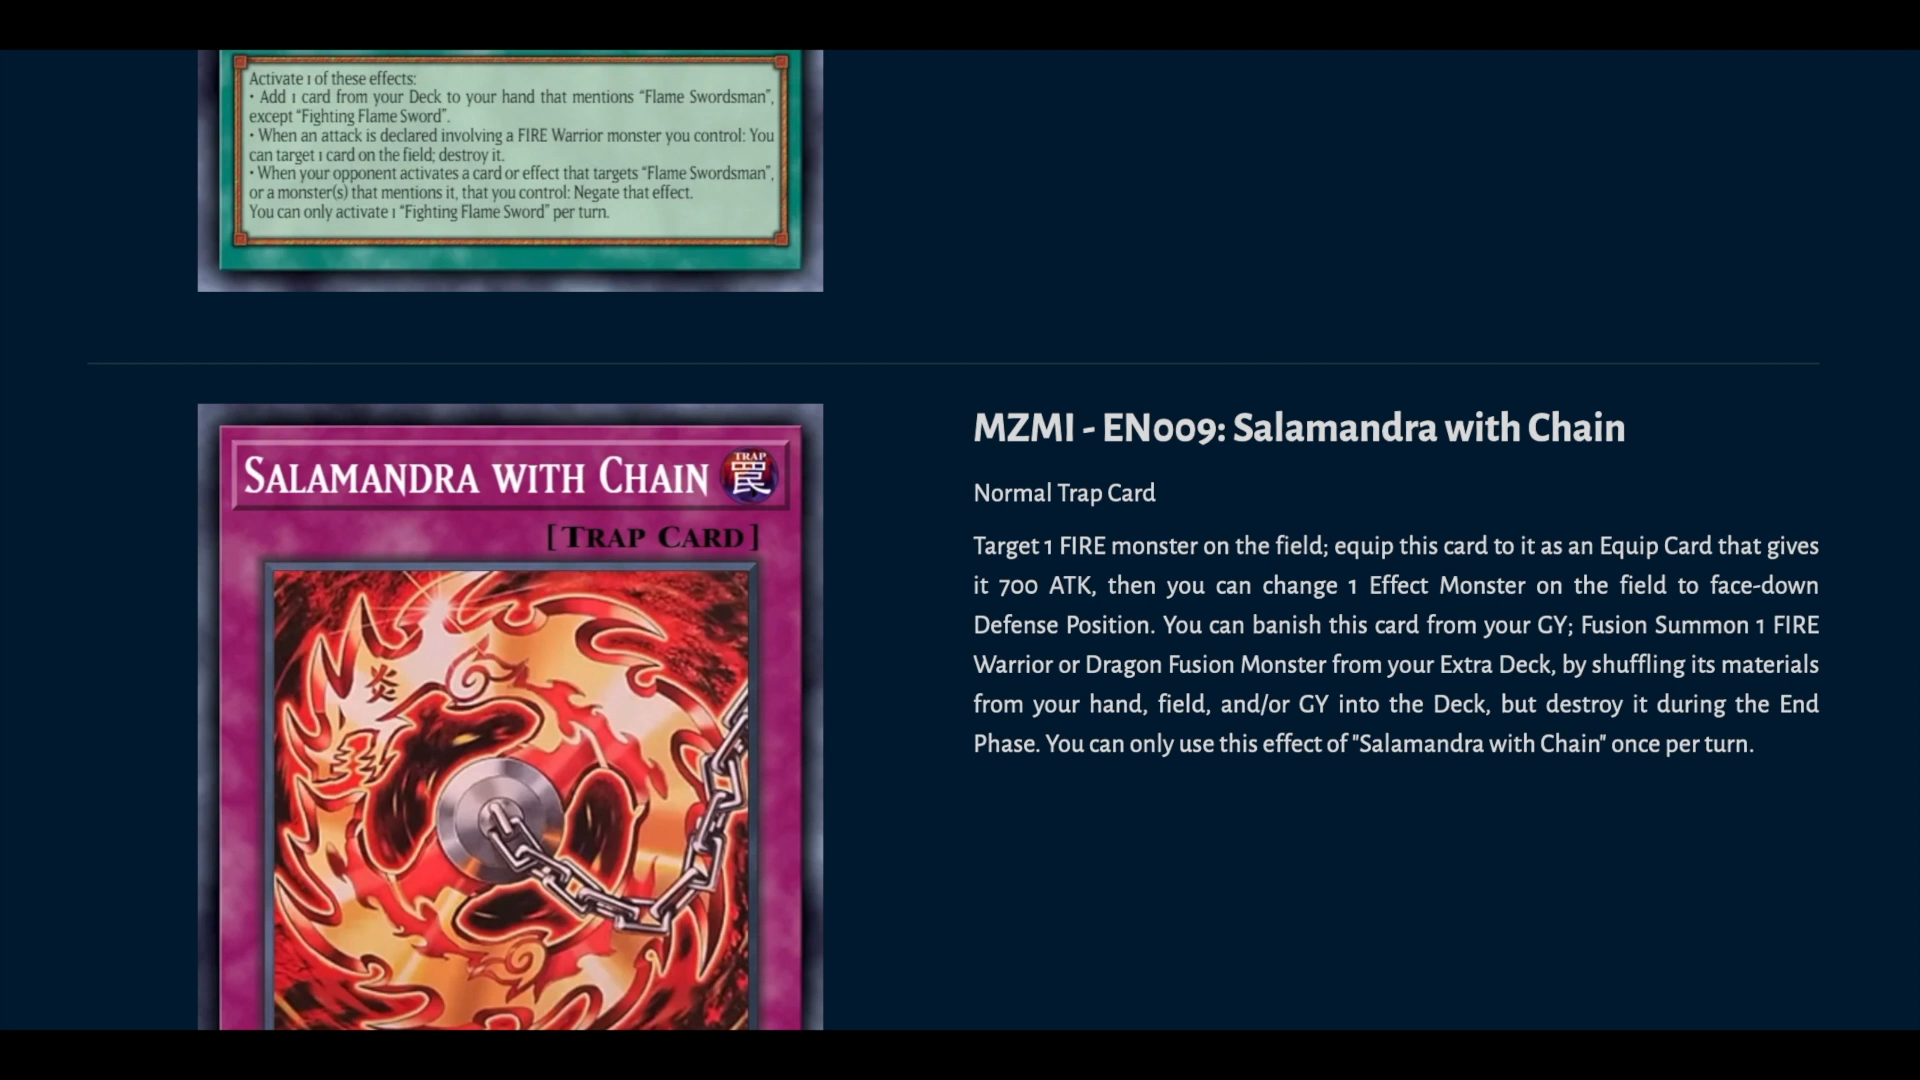 Activate 1 of these effects:
• Add 1 card from your Deck to your hand that mentions “Flame Swordsman”,
except “Fighting Flame Sword”.
• When an attack is declared involving a FIRE Warrior monster you control: You
can target 1 card on the field; destroy it.
• When your opponent activates a card or effect that targets “Flame Swordsman”,
or a monster(s) that mentions it, that you control: Negate that effect.
You can only activate 1 “Fighting Flame Sword” per turn.
SALAMANDRA WITH CHAIN
TRAP
罠
[TRAP CARD]
炎
MZMI - EN009: Salamandra with Chain
Normal Trap Card
Target 1 FIRE monster on the field; equip this card to it as an Equip Card that gives
it 700 ATK, then you can change 1 Effect Monster on the field to face-down
Defense Position. You can banish this card from your GY; Fusion Summon 1 FIRE
Warrior or Dragon Fusion Monster from your Extra Deck, by shuffling its materials
from your hand, field, and/or GY into the Deck, but destroy it during the End
Phase. You can only use this effect of "Salamandra with Chain" once per turn.